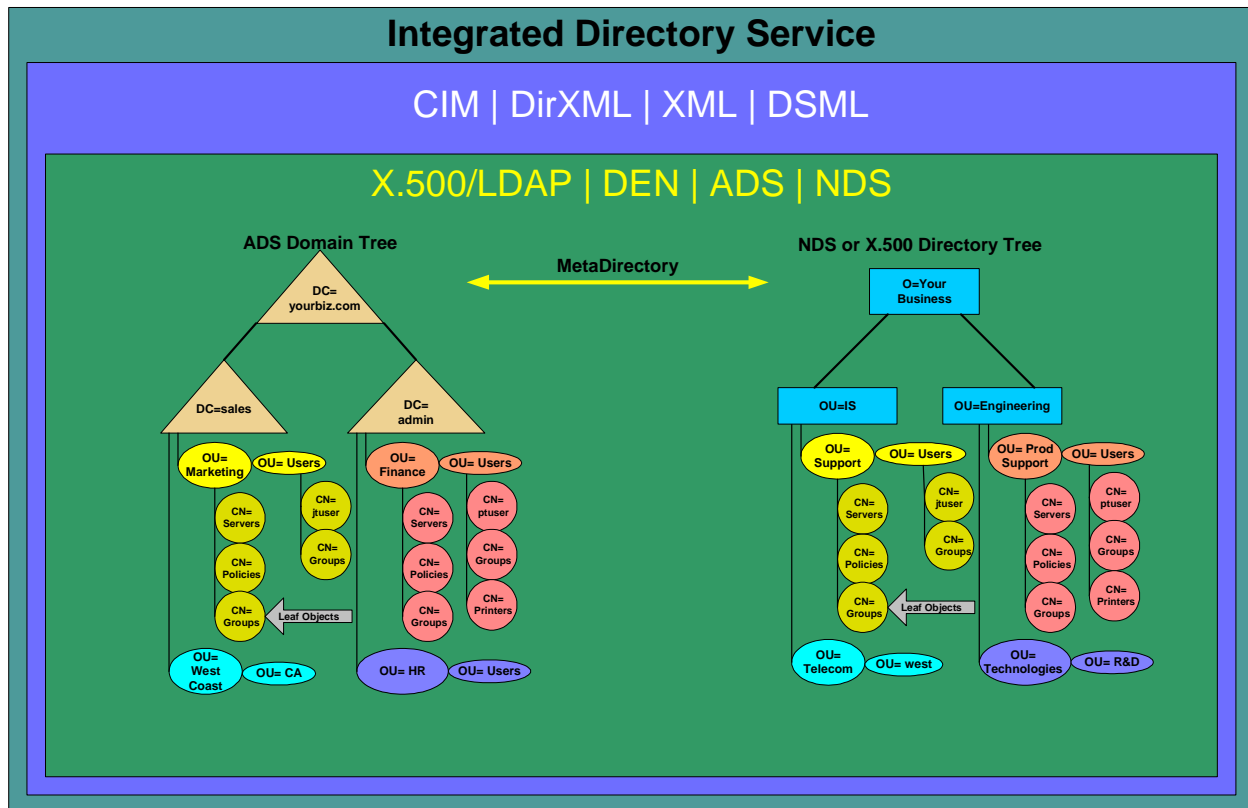 Integrated Directory Service
CIM | DirXML | XML | DSML
X.500/LDAP | DEN | ADS | NDS
ADS Domain Tree
MetaDirectory
NDS or X.500 Directory Tree
DC=
yourbiz.com
DC=sales
DC=
admin
OU=
Marketing
OU= Users
CN=
Servers
CN=
Policies
CN=
Groups
CN=
jtuser
CN=
Groups
Leaf Objects
OU=
West
Coast
OU= CA
OU=
Finance
OU= Users
CN=
Servers
CN=
Policies
CN=
Groups
CN=
ptuser
CN=
Groups
CN=
Printers
OU= HR
OU= Users
O=Your
Business
OU=IS
OU=Engineering
OU=
Support
OU= Users
CN=
Servers
CN=
Policies
CN=
Groups
CN=
jtuser
CN=
Groups
Leaf Objects
OU=
Telecom
OU= west
OU= Prod
Support
OU= Users
CN=
Servers
CN=
Policies
CN=
Groups
CN=
ptuser
CN=
Groups
CN=
Printers
OU=
Technologies
OU= R&D